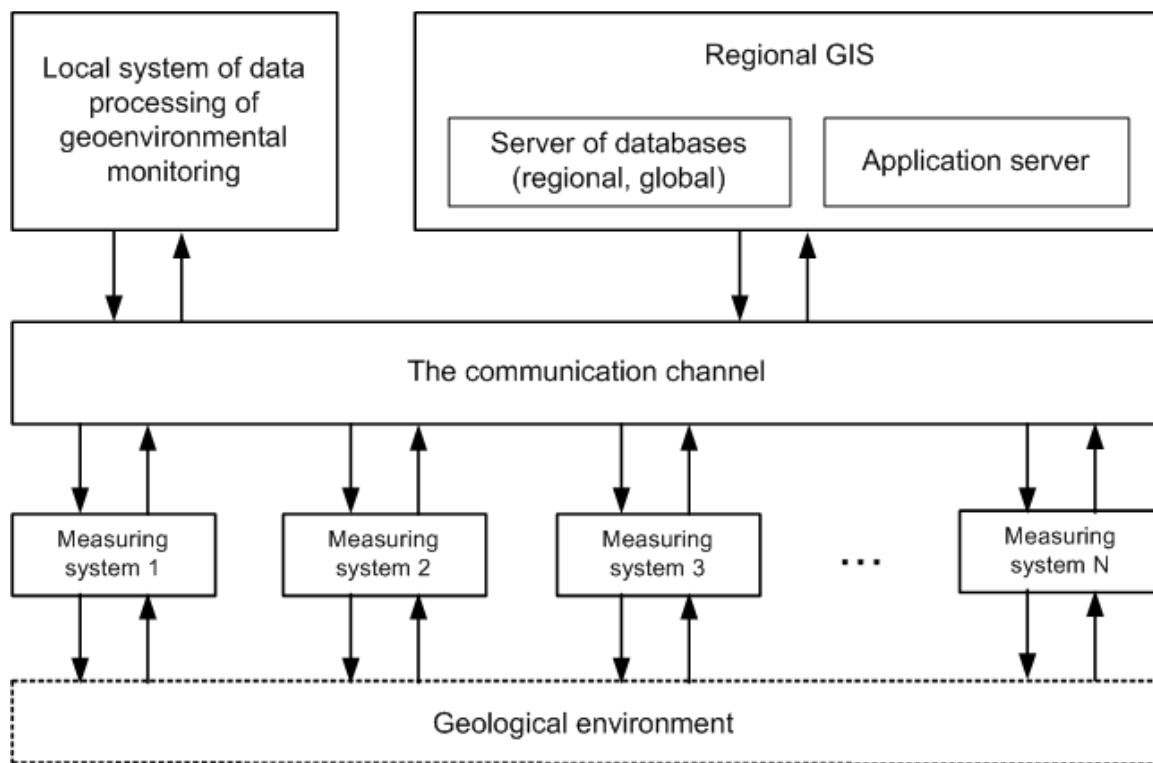 Local system of data
processing of
geoenvironmental
monitoring
Regional GIS
Server of databases
(regional, global)
Application server
The communication channel
Measuring
system 1
Measuring
system 2
Measuring
system 3
...
Measuring
system N
Geological environment